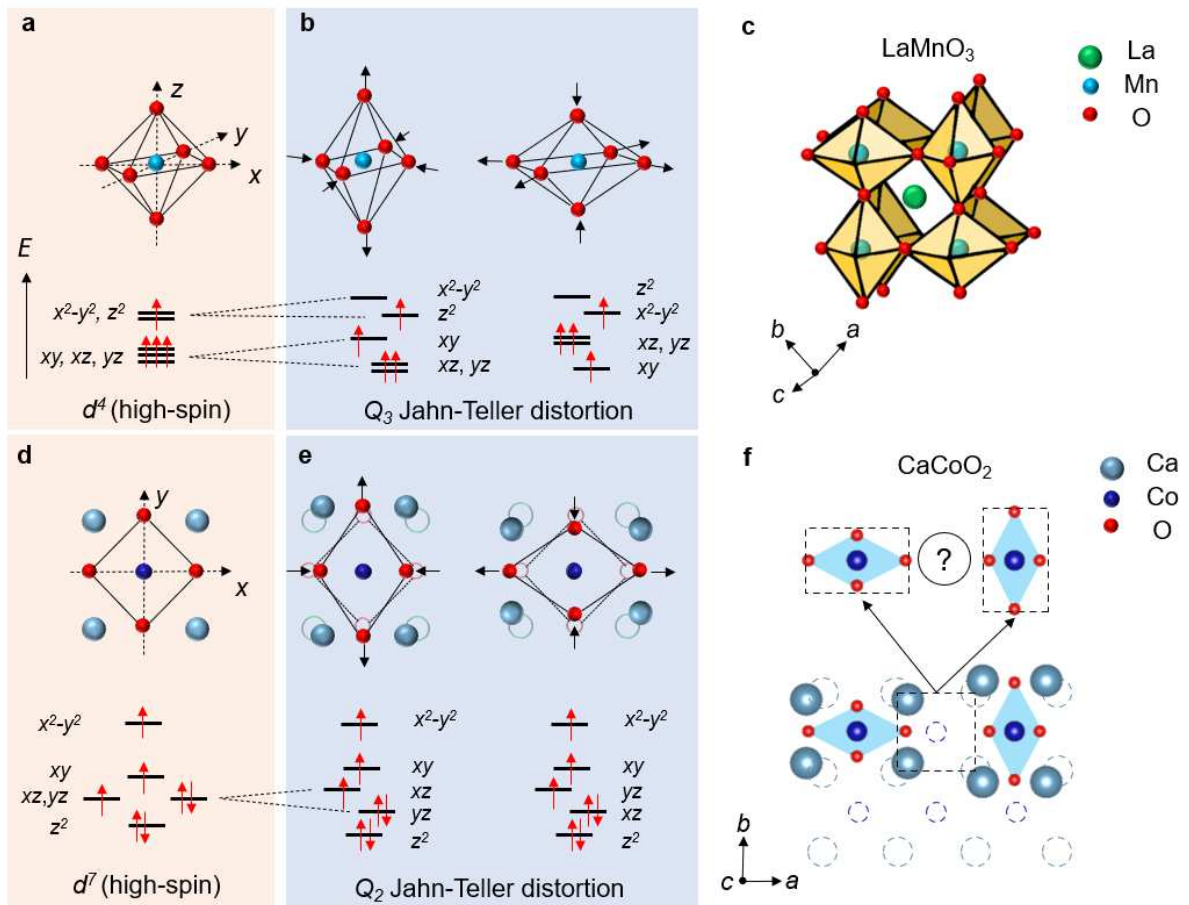 a
z
y
x
E
x²-y², z²
xy, xz, yz
d⁴ (high-spin)
b
x²-y²
z²
xy
xz, yz
z²
x²-y²
xz, yz
xy
Q₃ Jahn-Teller distortion
c
LaMnO₃
La
Mn
O
b
a
c
d
y
x
x²-y²
xy
xz,yz
z²
d⁷ (high-spin)
e
x²-y²
xy
xz
yz
z²
x²-y²
xy
yz
xz
z²
Q₂ Jahn-Teller distortion
f
CaCoO₂
Ca
Co
O
?
b
c
a